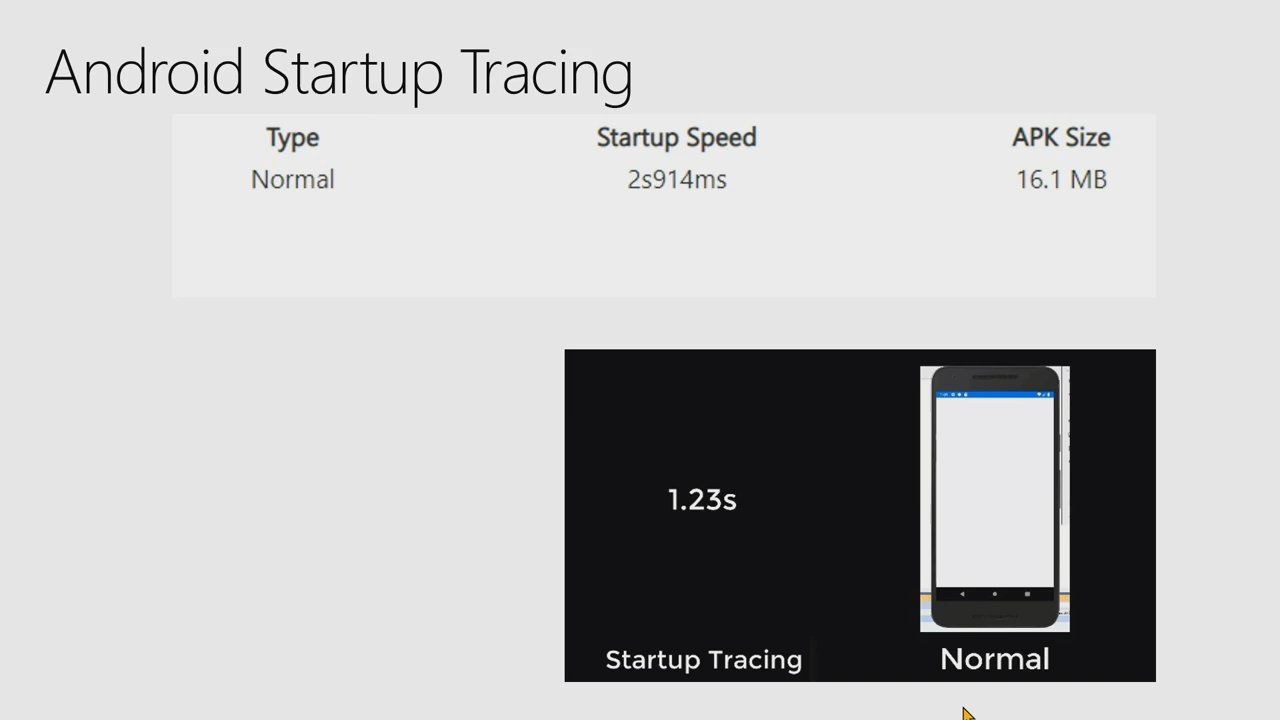 Android Startup Tracing
Type Startup Speed APK Size
Normal 2s914ms 16.1 MB
1.23s
Startup Tracing Normal